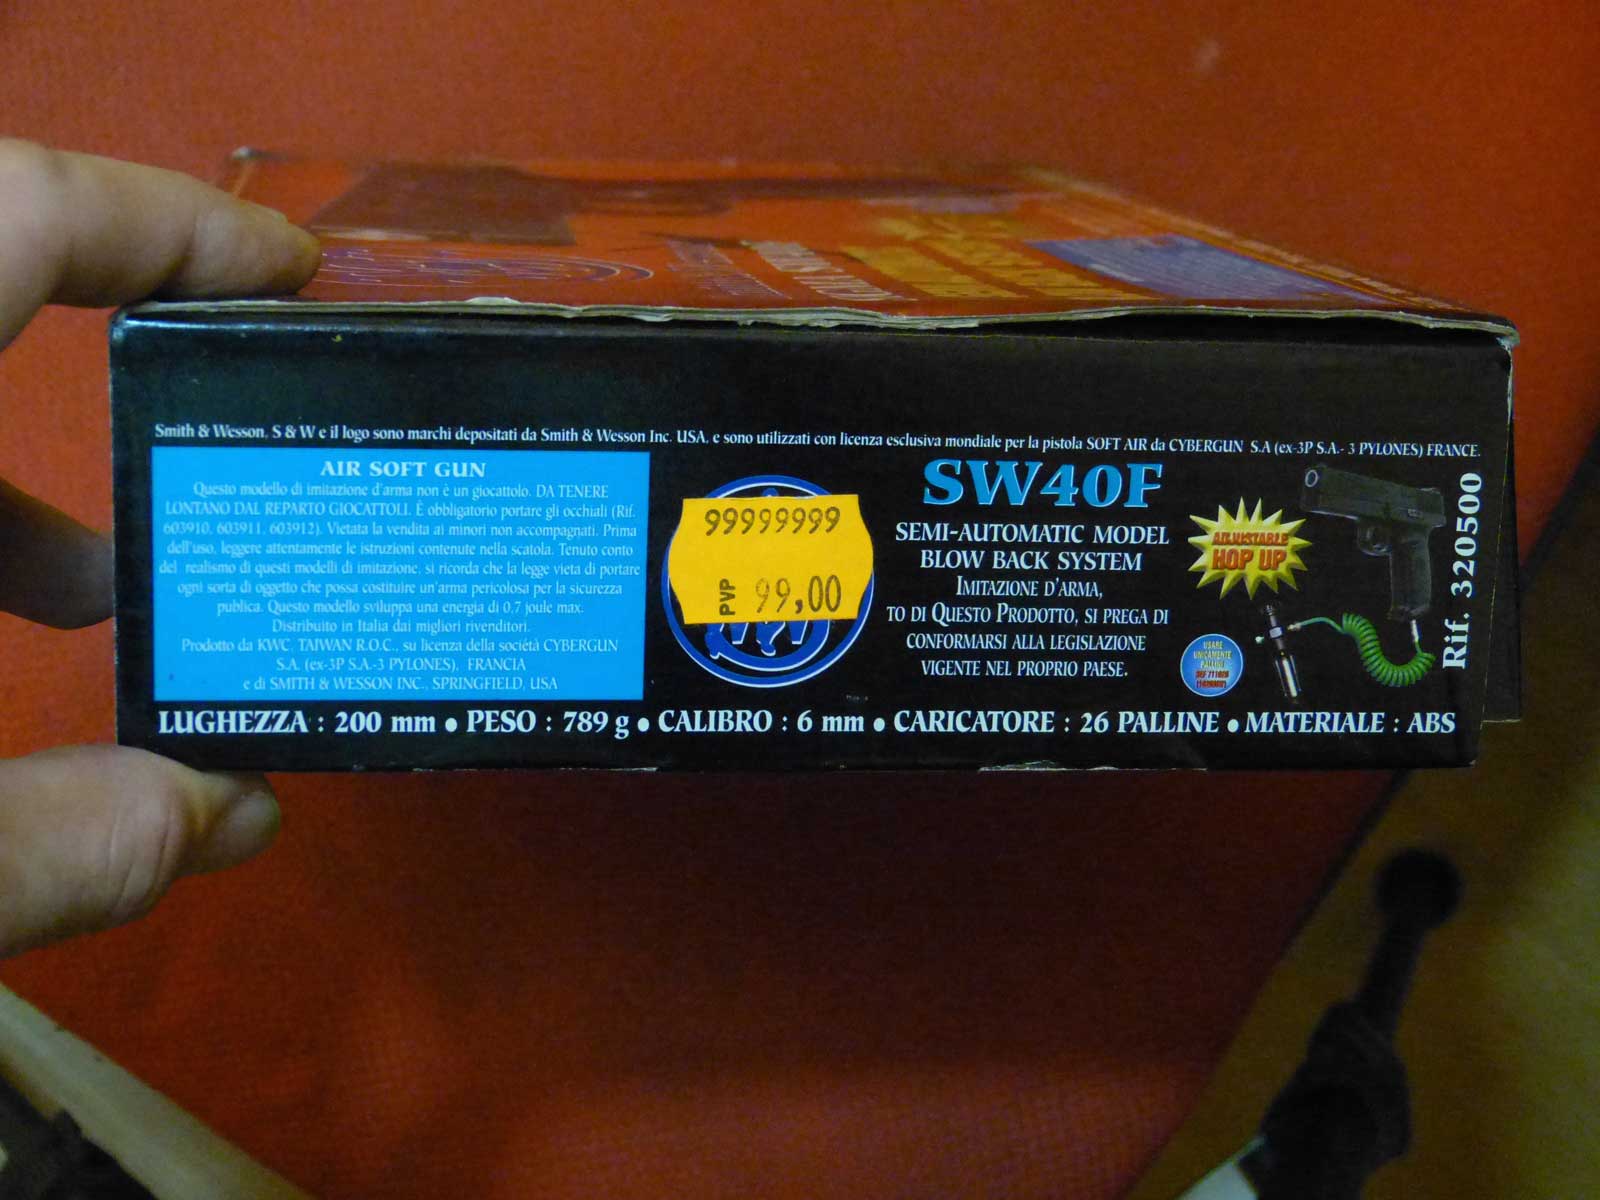 Smith & Wesson, S & W e il logo sono marchi depositati da Smith & Wesson Inc. USA, e sono utilizzati con licenza esclusiva mondiale per la pistola SOFT AIR da CYBERGUN S.A (ex-3P S.A.- 3 PYLONES) FRANCE.
AIR SOFT GUN
Questo modello di imitazione d'arma non è un giocattolo. DA TENERE
LONTANO DAL REPARTO GIOCATTOLI. È obbligatorio portare gli occhiali (Rif.
603910, 603911, 603912). Vietata la vendita ai minori non accompagnati. Prima
dell'uso, leggere attentamente le istruzioni contenute nella scatola. Tenuto conto
del realismo di questi modelli di imitazione, si ricorda che la legge vieta di portare
ogni sorta di oggetto che possa costituire un'arma pericolosa per la sicurezza
publica. Questo modello sviluppa una energia di 0,7 joule max.
Distribuito in Italia dai migliori rivenditori.
Prodotto da KWC, TAIWAN R.O.C., su licenza della società CYBERGUN
S.A. (ex-3P S.A.-3 PYLONES), FRANCIA
e di SMITH & WESSON INC., SPRINGFIELD, USA
99999999
PVP 99,00
SW40F
SEMI-AUTOMATIC MODEL
BLOW BACK SYSTEM
IMITAZIONE D'ARMA,
TO DI QUESTO PRODOTTO, SI PREGA DI
CONFORMARSI ALLA LEGISLAZIONE
VIGENTE NEL PROPRIO PAESE.
ADJUSTABLE
HOP UP
USARE
UNICAMENTE
PALLINI
Rif. 320500
LUGHEZZA : 200 mm • PESO : 789 g • CALIBRO : 6 mm • CARICATORE : 26 PALLINE • MATERIALE : ABS